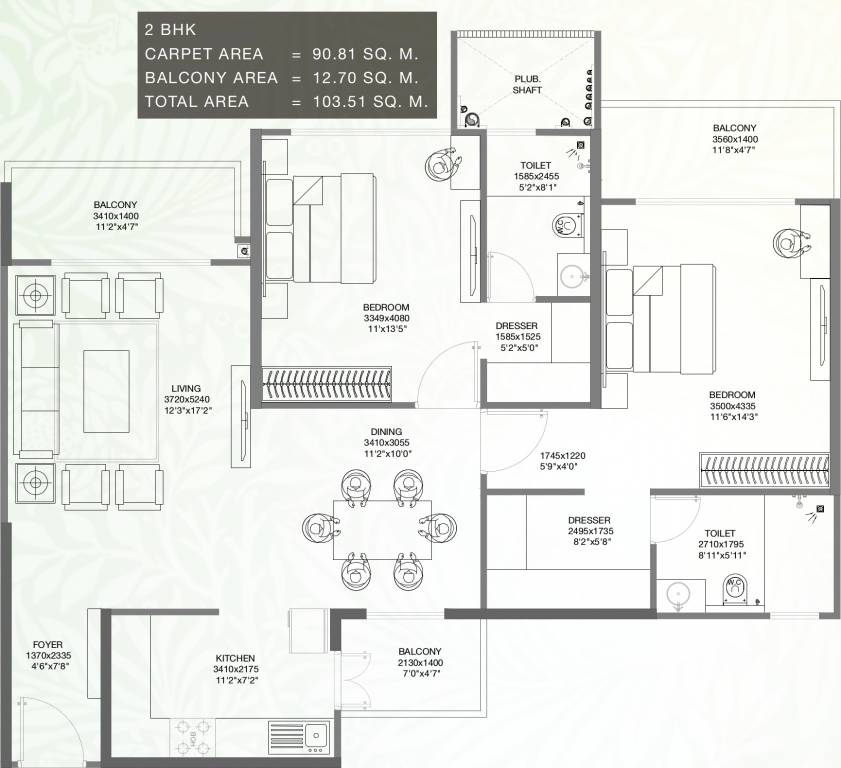 2 BHK
CARPET AREA = 90.81 SQ. M.
BALCONY AREA = 12.70 SQ. M.
TOTAL AREA = 103.51 SQ. M.
PLUB.
SHAFT
BALCONY
3560x1400
11'8"x4'7"
TOILET
1585x2455
5'2"x8'1"
W.C
BALCONY
3410x1400
11'2"x4'7"
BEDROOM
3349x4080
11'x13'5"
DRESSER
1585x1525
5'2"x5'0"
LIVING
3720x5240
12'3"x17'2"
BEDROOM
3500x4335
11'6"x14'3"
DINING
3410x3055
11'2"x10'0"
1745x1220
5'9"x4'0"
DRESSER
2495x1735
8'2"x5'8"
TOILET
2710x1795
8'11"x5'11"
W.C
FOYER
1370x2335
4'6"x7'8"
KITCHEN
3410x2175
11'2"x7'2"
BALCONY
2130x1400
7'0"x4'7"
HOB